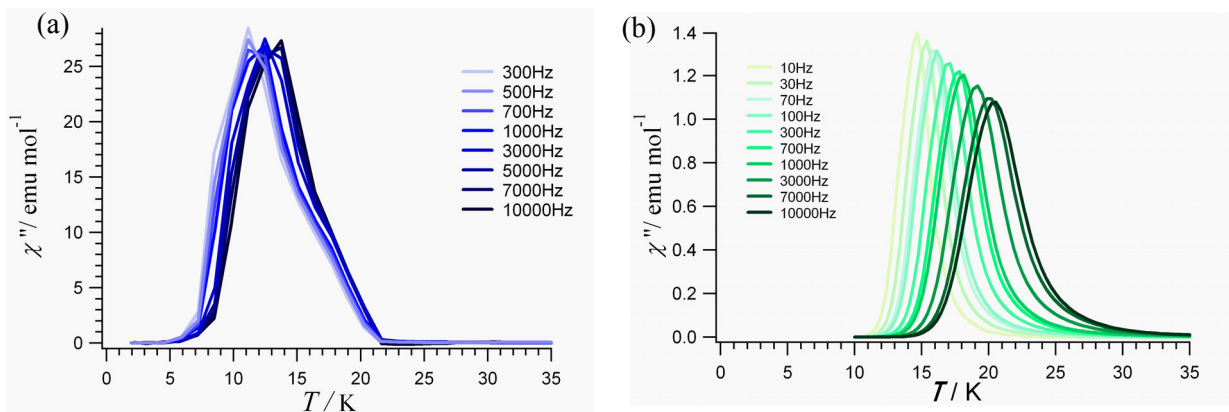 (a)
χ''/ emu mol⁻¹
25
20
15
10
5
0
0 5 10 15 20 25 30 35
T / K
300Hz
500Hz
700Hz
1000Hz
3000Hz
5000Hz
7000Hz
10000Hz
(b)
χ''/ emu mol⁻¹
1.4
1.2
1.0
0.8
0.6
0.4
0.2
0.0
0 5 10 15 20 25 30 35
T / K
10Hz
30Hz
70Hz
100Hz
300Hz
700Hz
1000Hz
3000Hz
7000Hz
10000Hz